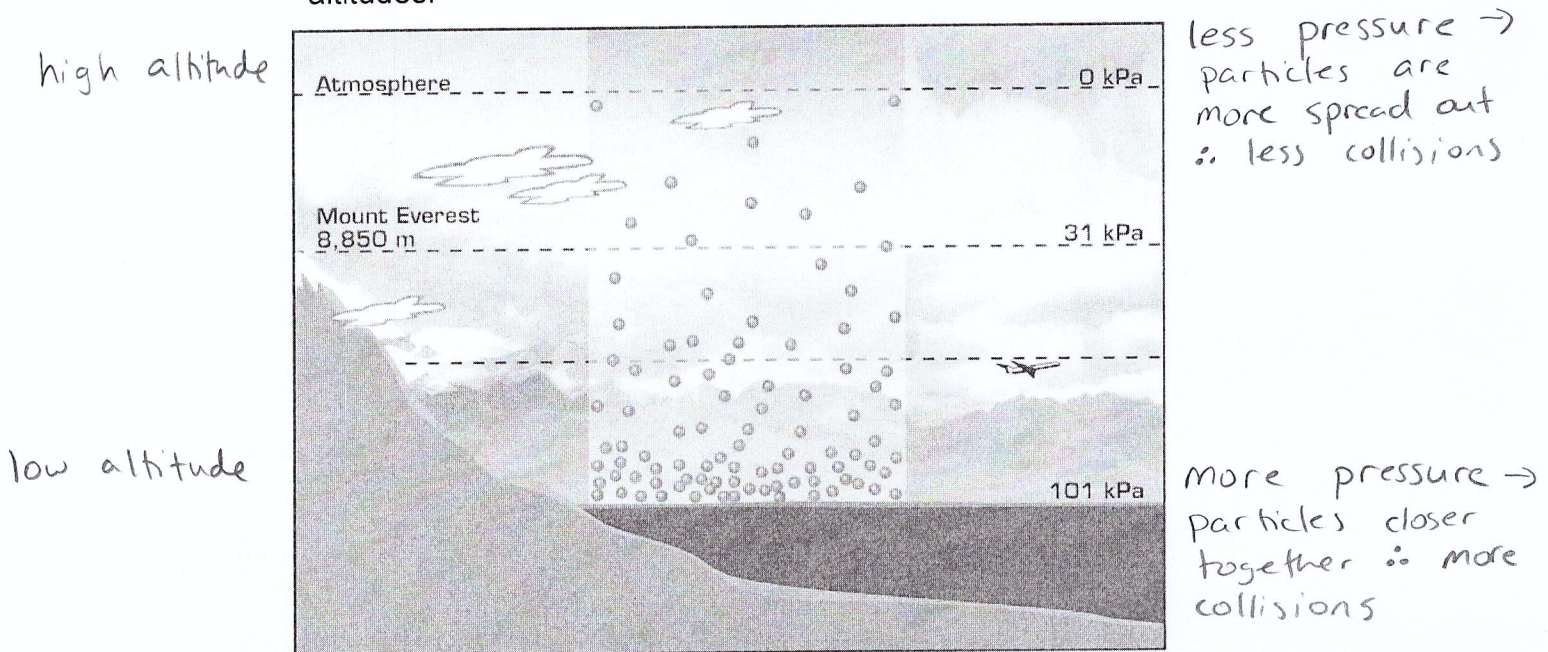 altitudes.
high altitude
less pressure →
particles are
more spread out
∴ less collisions
Atmosphere
0 kPa
Mount Everest
8,850 m
31 kPa
low altitude
101 kPa
more pressure →
particles closer
together ∴ more
collisions